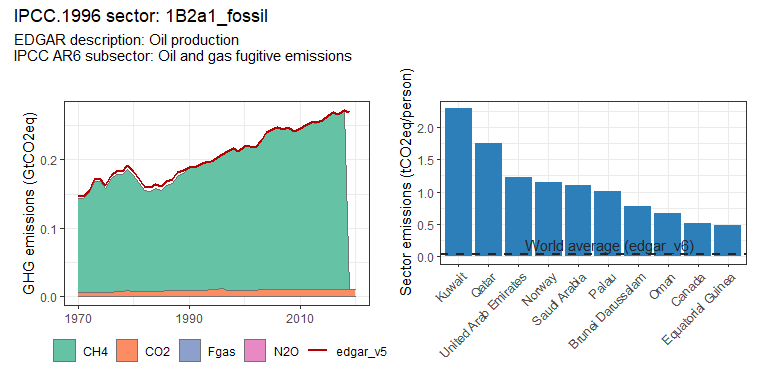 IPCC.1996 sector: 1B2a1_fossil
EDGAR description: Oil production
IPCC AR6 subsector: Oil and gas fugitive emissions
GHG emissions (GtCO2eq)
0.2
0.1
0.0
1970
1990
2010
CH4
CO2
Fgas
N2O
edgar_v5
Sector emissions (tCO2eq/person)
2.0
1.5
1.0
0.5
0.0
World average (edgar_v6)
Kuwait
Qatar
United Arab Emirates
Norway
Saudi Arabia
Palau
Brunei Darussalam
Oman
Canada
Equatorial Guinea